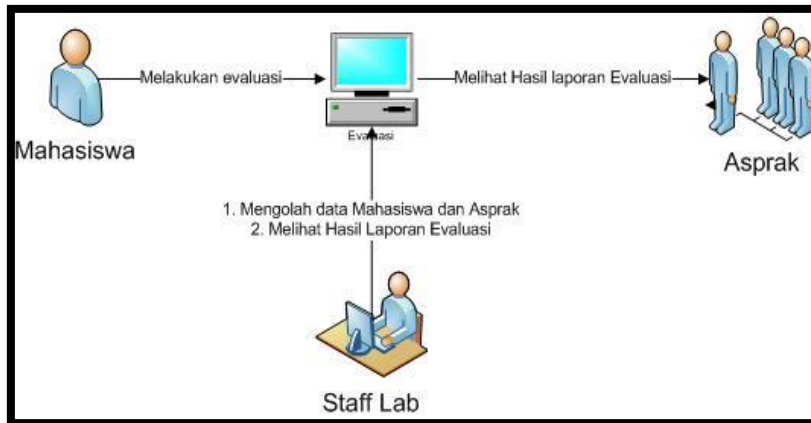 Melakukan evaluasi
Melihat Hasil laporan Evaluasi
Evaluasi
Mahasiswa
Asprak
1. Mengolah data Mahasiswa dan Asprak
2. Melihat Hasil Laporan Evaluasi
Staff Lab